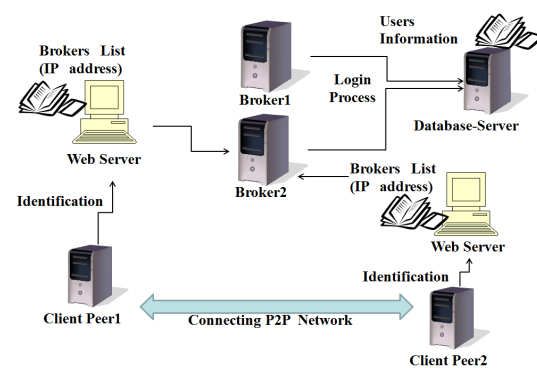 Users
Information
Brokers List
(IP address)
Broker1
Login
Process
Database-Server
Web Server
Broker2
Brokers List
(IP address)
Identification
Web Server
Identification
Client Peer1
Connecting P2P Network
Client Peer2